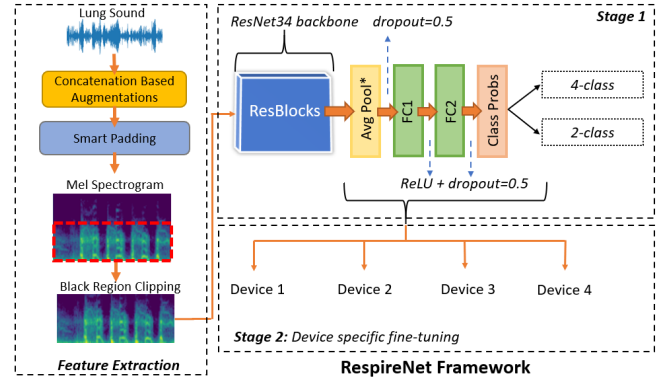 Lung Sound
Concatenation Based
Augmentations
Smart Padding
Mel Spectrogram
Black Region Clipping
Feature Extraction
ResNet34 backbone
dropout=0.5
Stage 1
ResBlocks
Avg Pool*
FC1
FC2
Class Probs
4-class
2-class
ReLU + dropout=0.5
Device 1
Device 2
Device 3
Device 4
Stage 2: Device specific fine-tuning
RespireNet Framework